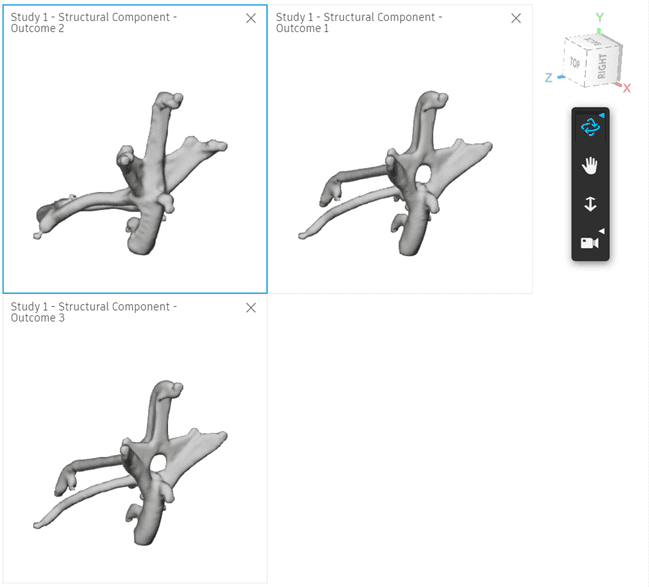 Study 1 - Structural Component -
Outcome 2
Study 1 - Structural Component -
Outcome 1
Y
TOP
RIGHT
Z
X
Study 1 - Structural Component -
Outcome 3